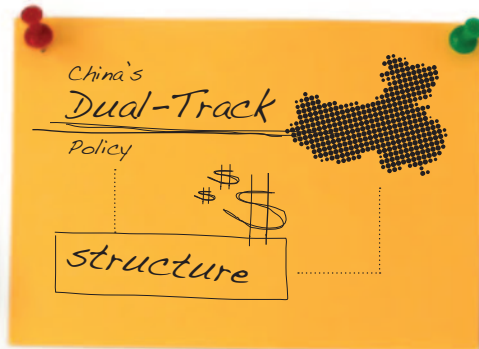 China's
Dual-Track
Policy
$ $ $
structure